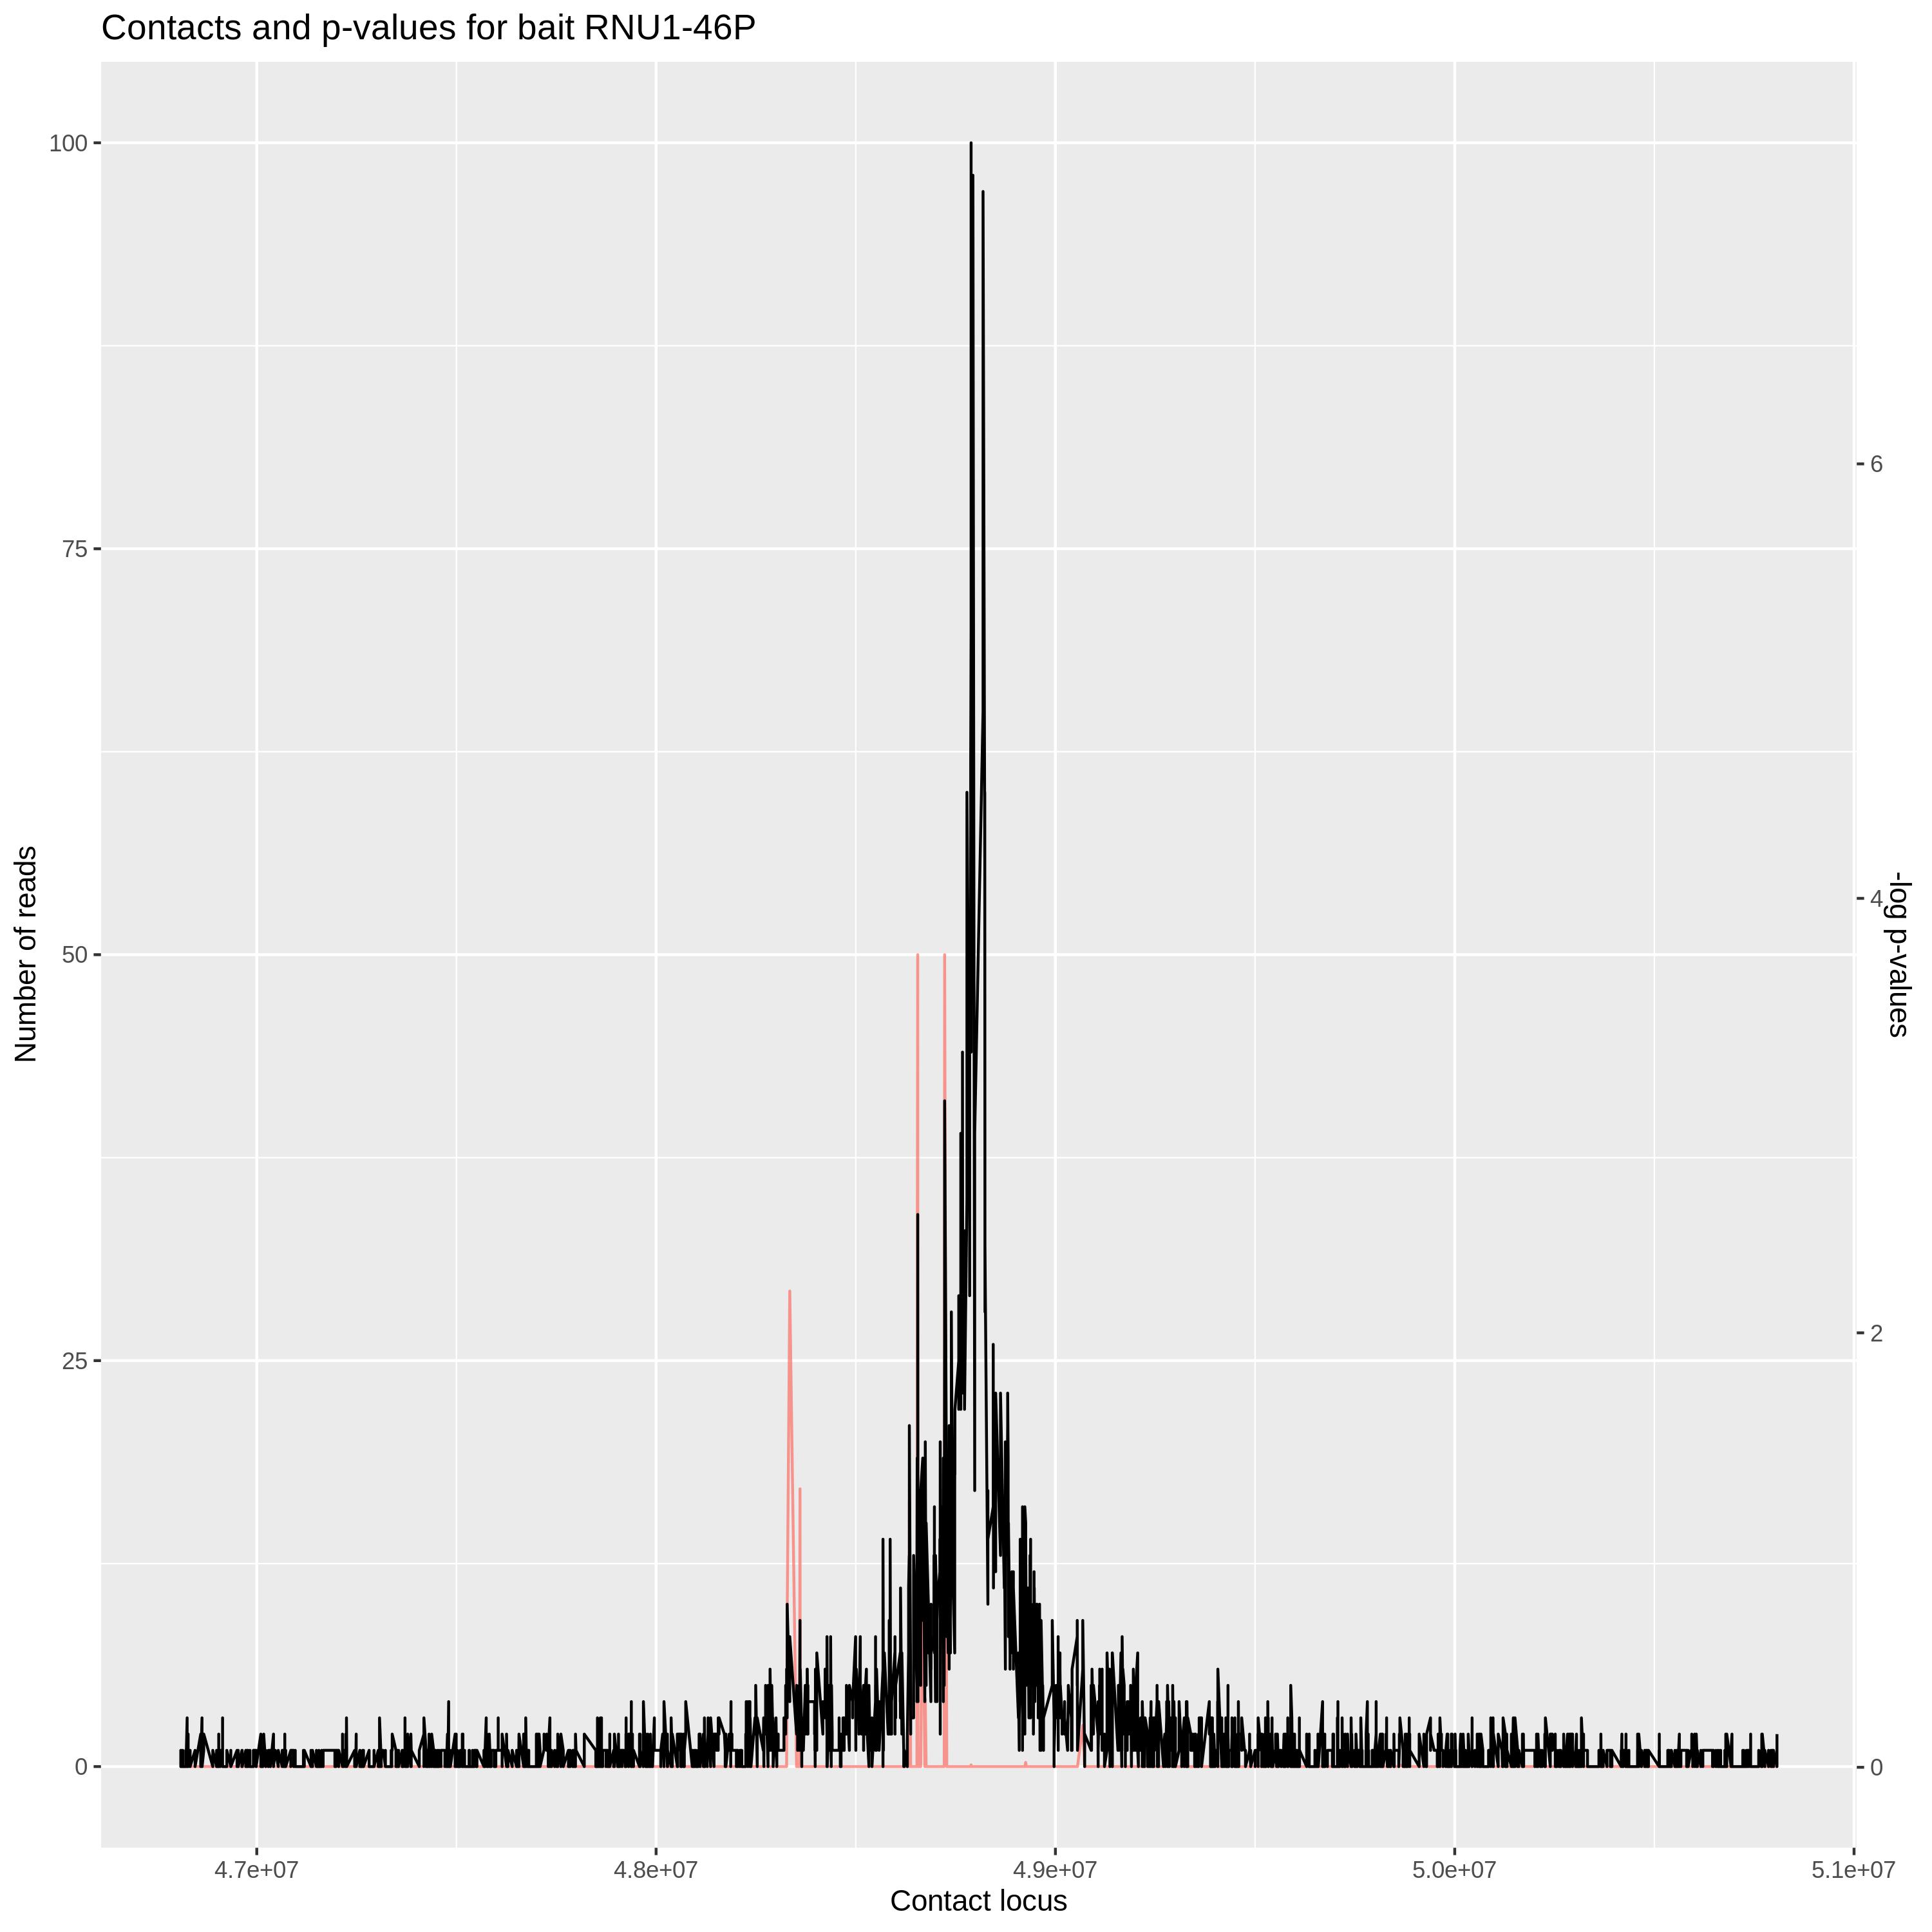 Contacts and p-values for bait RNU1-46P
100
75
50
25
0
Number of reads
6
4
2
0
-log p-values
4.7e+07
4.8e+07
4.9e+07
5.0e+07
5.1e+07
Contact locus